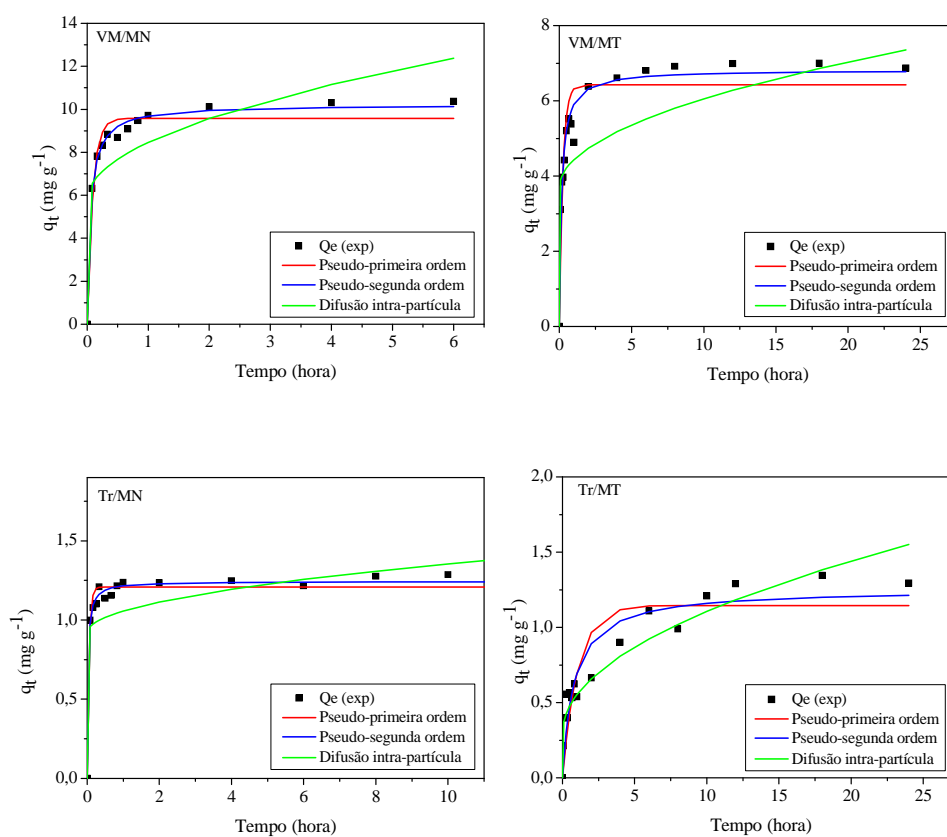 VM/MN
14
12
10
8
6
4
2
0
q_t (mg g^-1)
Qe (exp)
Pseudo-primeira ordem
Pseudo-segunda ordem
Difusão intra-partícula
0 1 2 3 4 5 6
Tempo (hora)
VM/MT
8
6
4
2
0
q_t (mg g^-1)
Qe (exp)
Pseudo-primeira ordem
Pseudo-segunda ordem
Difusão intra-partícula
0 5 10 15 20 25
Tempo (hora)
Tr/MN
1,5
1,0
0,5
0,0
q_t (mg g^-1)
Qe (exp)
Pseudo-primeira ordem
Pseudo-segunda ordem
Difusão intra-partícula
0 2 4 6 8 10
Tempo (hora)
Tr/MT
2,0
1,5
1,0
0,5
0,0
q_t (mg g^-1)
Qe (exp)
Pseudo-primeira ordem
Pseudo-segunda ordem
Difusão intra-partícula
0 5 10 15 20 25
Tempo (hora)